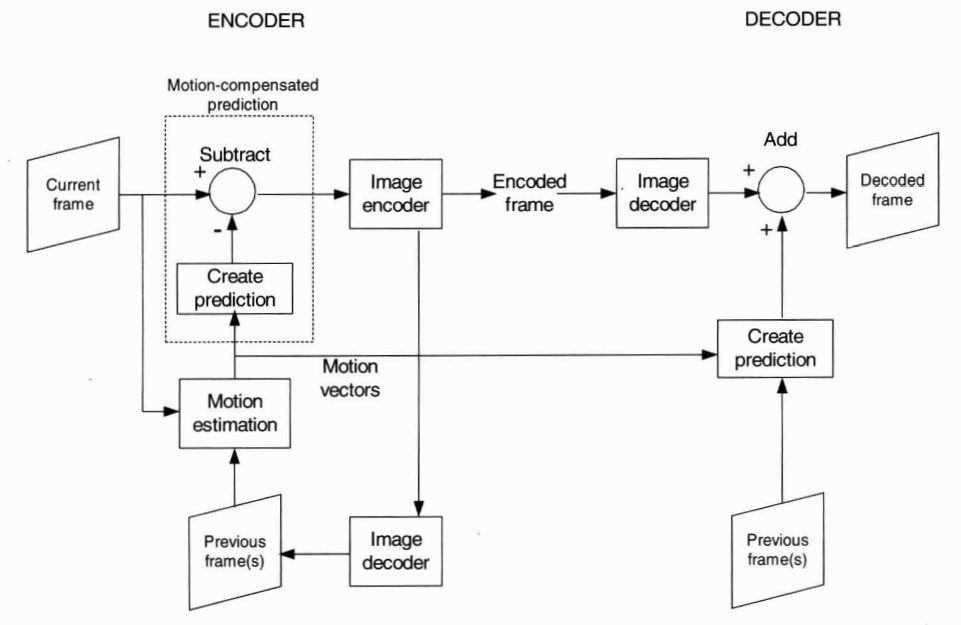 ENCODER
DECODER
Motion-compensated
prediction
Subtract
+
-
Current
frame
Image
encoder
Encoded
frame
Image
decoder
Add
+
+
Decoded
frame
Create
prediction
Create
prediction
Motion
vectors
Motion
estimation
Previous
frame(s)
Image
decoder
Previous
frame(s)